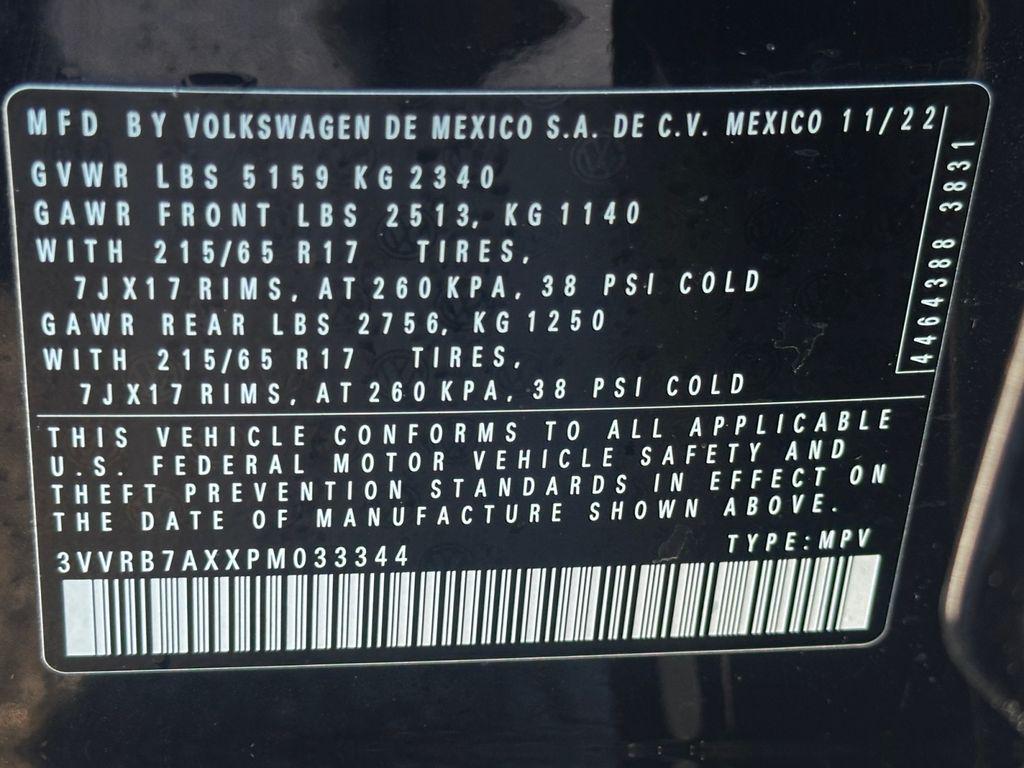 MFD BY VOLKSWAGEN DE MEXICO S.A. DE C.V. MEXICO 11/22
GVWR LBS 5159 KG 2340
GAWR FRONT LBS 2513, KG 1140
WITH 215/65 R17 TIRES,
7JX17 RIMS, AT 260 KPA, 38 PSI COLD
GAWR REAR LBS 2756, KG 1250
WITH 215/65 R17 TIRES,
7JX17 RIMS, AT 260 KPA, 38 PSI COLD
4464388 3831
THIS VEHICLE CONFORMS TO ALL APPLICABLE
U.S. FEDERAL MOTOR VEHICLE SAFETY AND
THEFT PREVENTION STANDARDS IN EFFECT ON
THE DATE OF MANUFACTURE SHOWN ABOVE.
3VVRB7AXXPM033344
TYPE:MPV